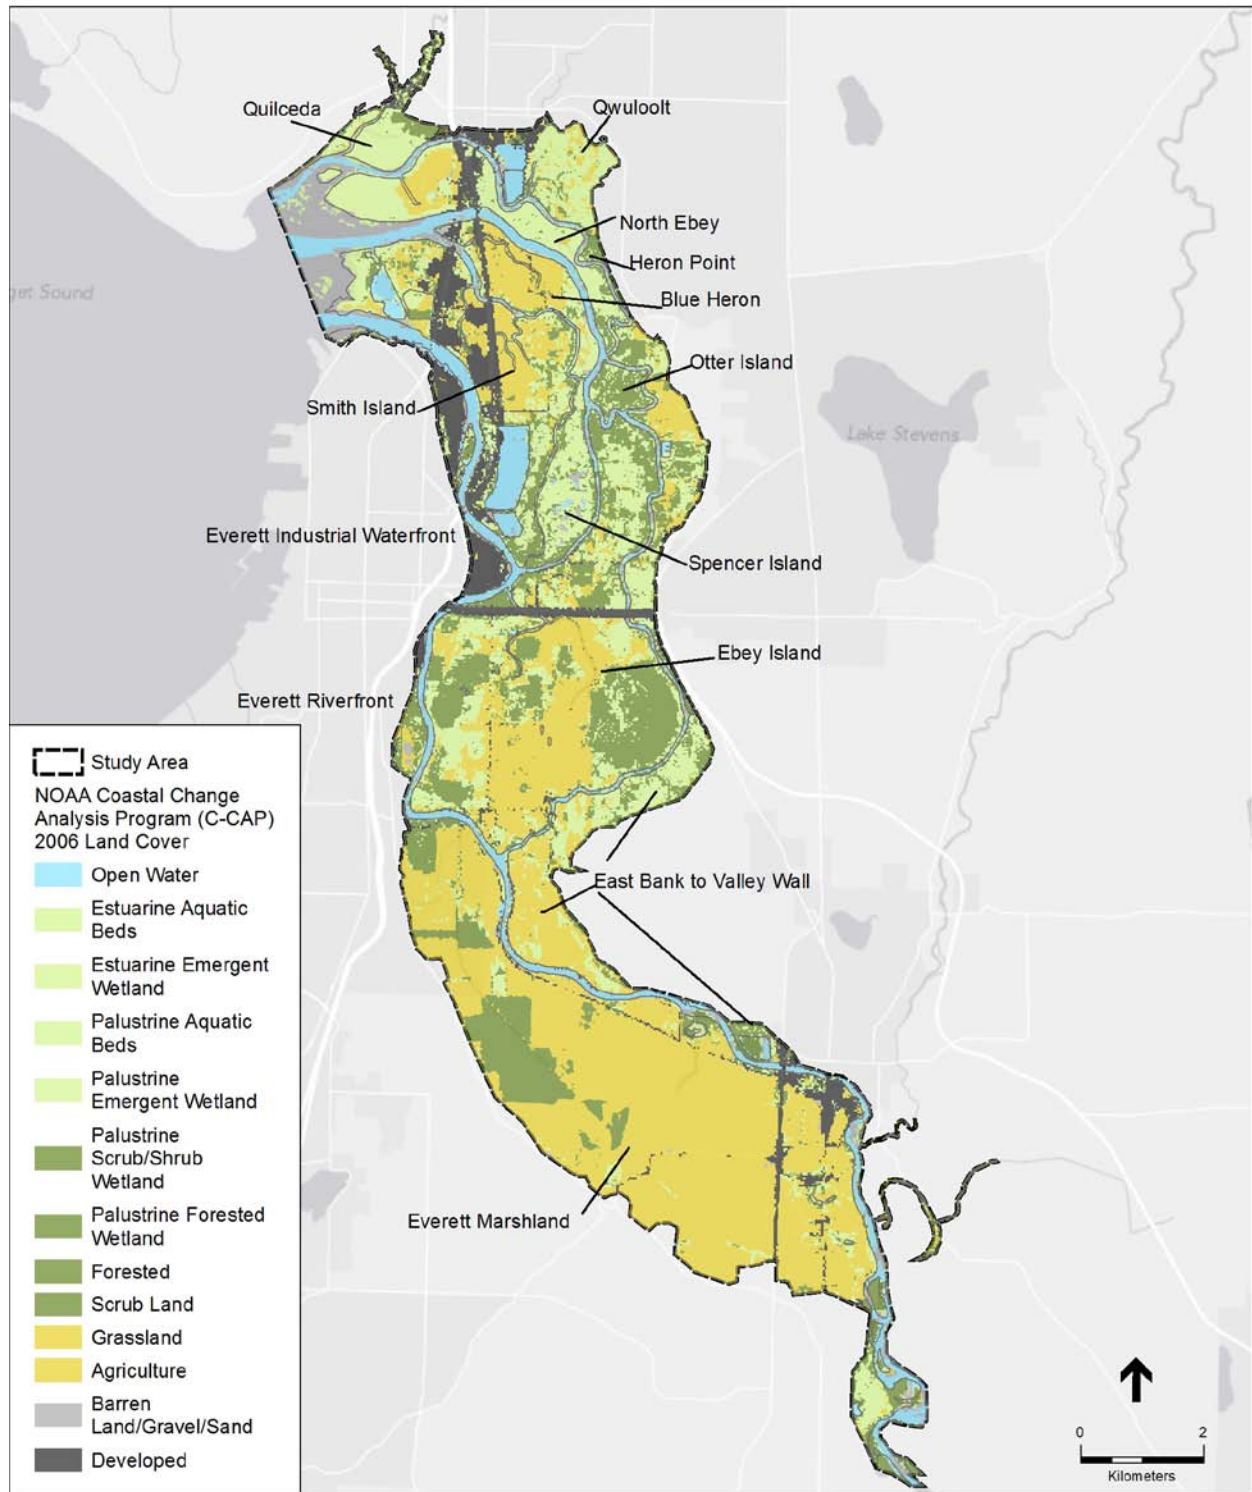 Quilceda
Qwuloolt
North Ebey
Heron Point
Blue Heron
get Sound
Otter Island
Smith Island
Lake Stevens
Everett Industrial Waterfront
Spencer Island
Ebey Island
Everett Riverfront
East Bank to Valley Wall
Everett Marshland
Study Area
NOAA Coastal Change
Analysis Program (C-CAP)
2006 Land Cover
Open Water
Estuarine Aquatic
Beds
Estuarine Emergent
Wetland
Palustrine Aquatic
Beds
Palustrine
Emergent Wetland
Palustrine
Scrub/Shrub
Wetland
Palustrine Forested
Wetland
Forested
Scrub Land
Grassland
Agriculture
Barren
Land/Gravel/Sand
Developed
0 2
Kilometers